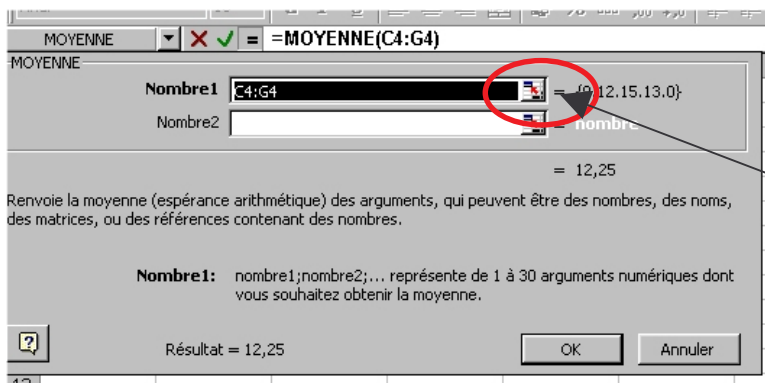 MOYENNE = =MOYENNE(C4:G4)
MOYENNE
Nombre1 C4:G4 = {9.12.15.13.0}
Nombre2 = nombre
= 12,25
Renvoie la moyenne (espérance arithmétique) des arguments, qui peuvent être des nombres, des noms,
des matrices, ou des références contenant des nombres.
Nombre1: nombre1;nombre2;... représente de 1 à 30 arguments numériques dont
vous souhaitez obtenir la moyenne.
Résultat = 12,25 OK Annuler